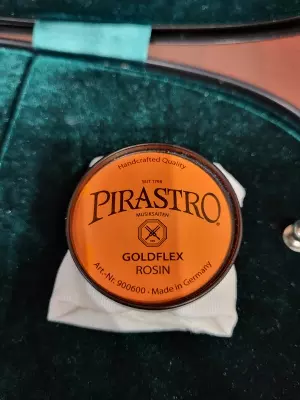 Handcrafted Quality
SEIT 1798
PIRASTRO®
MUSIKSAITEN
GOLDFLEX
ROSIN
Art.-Nr. 900600 · Made in Germany